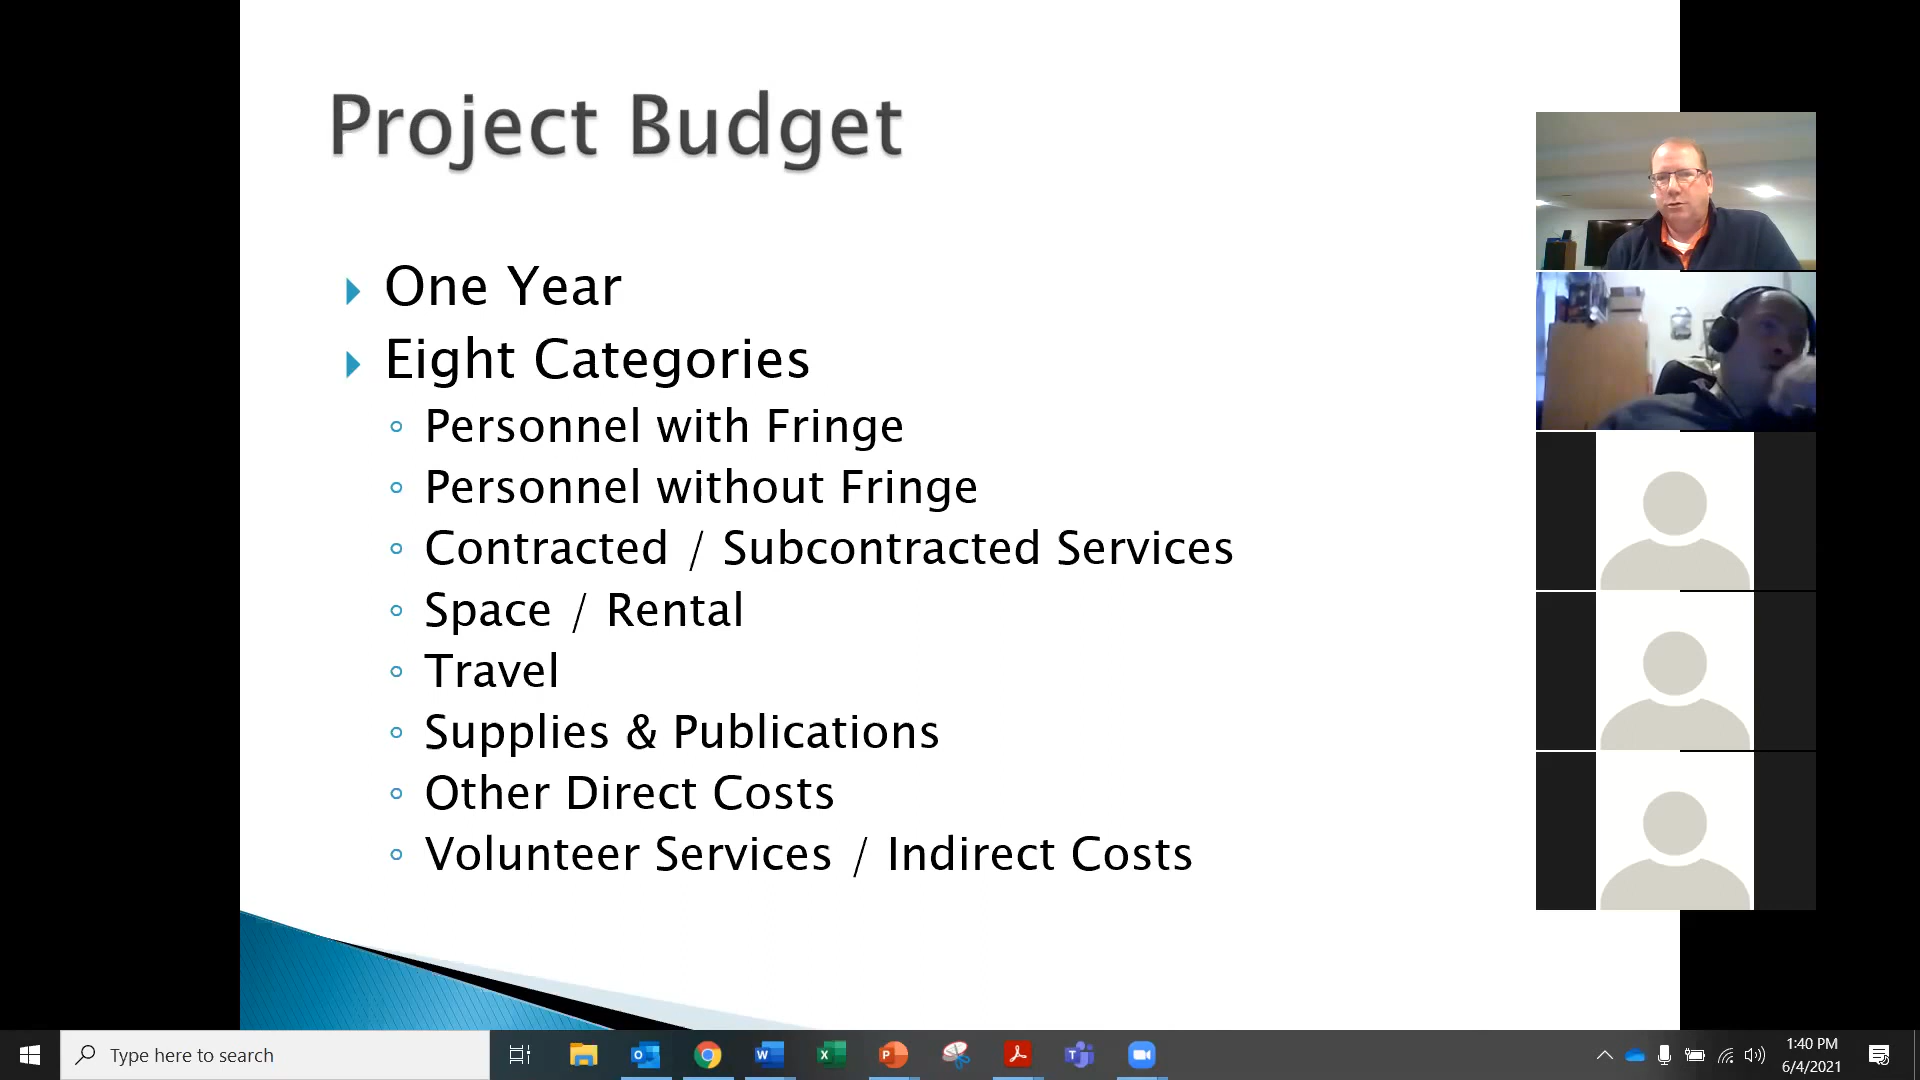 Project Budget
One Year
Eight Categories
Personnel with Fringe
Personnel without Fringe
Contracted / Subcontracted Services
Space / Rental
Travel
Supplies & Publications
Other Direct Costs
Volunteer Services / Indirect Costs
Type here to search
1:40 PM
6/4/2021